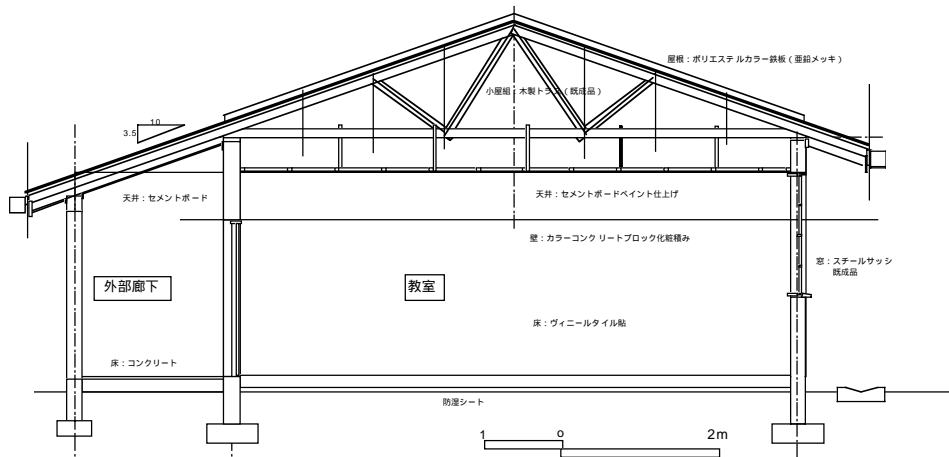 屋根：ポリエステルカラー鉄板（亜鉛メッキ）
小屋組：木製トラス（既成品）
10
3.5
天井：セメントボード
天井：セメントボードペイント仕上げ
壁：カラーコンクリートブロック化粧積み
窓：スチールサッシ
既成品
外部廊下
教室
床：ヴィニールタイル貼
床：コンクリート
防湿シート
1 0 2m